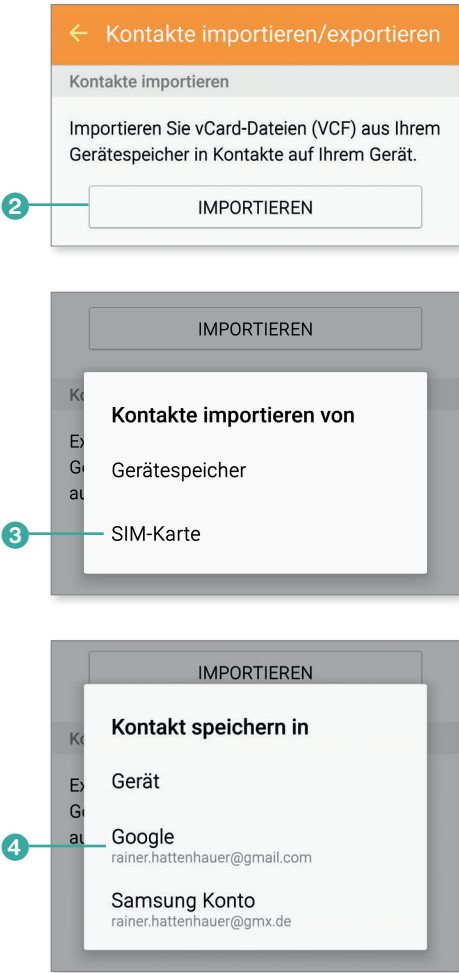 ← Kontakte importieren/exportieren
Kontakte importieren
Importieren Sie vCard-Dateien (VCF) aus Ihrem
Gerätespeicher in Kontakte auf Ihrem Gerät.
2
IMPORTIEREN
IMPORTIEREN
Kontakte importieren von
Gerätespeicher
3
SIM-Karte
IMPORTIEREN
Kontakt speichern in
Gerät
4
Google
rainer.hattenhauer@gmail.com
Samsung Konto
rainer.hattenhauer@gmx.de